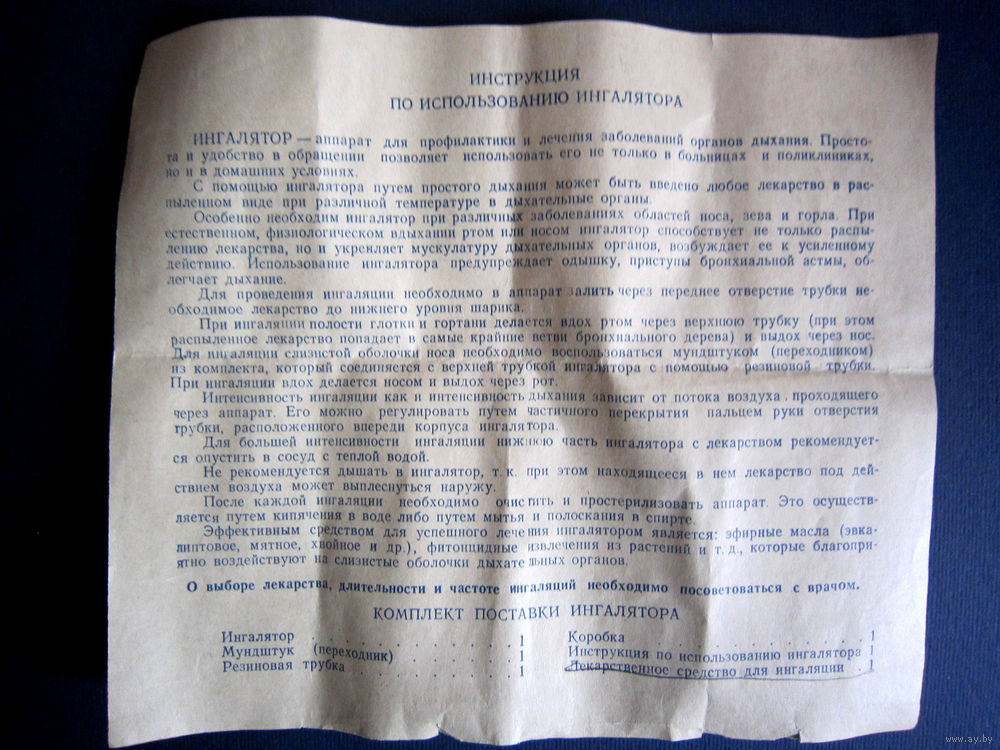 ИНСТРУКЦИЯ
ПО ИСПОЛЬЗОВАНИЮ ИНГАЛЯТОРА
ИНГАЛЯТОР — аппарат для профилактики и лечения заболеваний органов дыхания. Просто-
та и удобство в обращении позволяет использовать его не только в больницах и поликлиниках,
но и в домашних условиях.
С помощью ингалятора путем простого дыхания может быть введено любое лекарство в рас-
пыленном виде при различной температуре в дыхательные органы.
Особенно необходим ингалятор при различных заболеваниях областей носа, зева и горла. При
естественном, физиологическом вдыхании ртом или носом ингалятор способствует не только распы-
лению лекарства, но и укрепляет мускулатуру дыхательных органов, возбуждает ее к усиленному
действию. Использование ингалятора предупреждает одышку, приступы бронхиальной астмы, об-
легчает дыхание.
Для проведения ингаляции необходимо в аппарат залить через переднее отверстие трубки не-
обходимое лекарство до нижнего уровня шарика.
При ингаляции полости глотки и гортани делается вдох ртом через верхнюю трубку (при этом
распыленное лекарство попадает в самые крайние ветви бронхиального дерева) и выдох через нос.
Для ингаляции слизистой оболочки носа необходимо воспользоваться мундштуком (переходником)
из комплекта, который соединяется с верхней трубкой ингалятора с помощью резиновой трубки.
При ингаляции вдох делается носом и выдох через рот.
Интенсивность ингаляции как и интенсивность дыхания зависит от потока воздуха, проходящего
через аппарат. Его можно регулировать путем частичного перекрытия пальцем руки отверстия
трубки, расположенного впереди корпуса ингалятора.
Для большей интенсивности ингаляции нижнюю часть ингалятора с лекарством рекомендует-
ся опустить в сосуд с теплой водой.
Не рекомендуется дышать в ингалятор, т. к. при этом находящееся в нем лекарство под дей-
ствием воздуха может выплеснуться наружу.
После каждой ингаляции необходимо очистить и простерилизовать аппарат. Это осуществ-
ляется путем кипячения в воде либо путем мытья и полоскания в спирте.
Эффективным средством для успешного лечения ингалятором является: эфирные масла (эвка-
липтовое, мятное, хвойное и др.), фитонцидные извлечения из растений и т. д., которые благопри-
ятно воздействуют на слизистые оболочки дыхательных органов.
О выборе лекарства, длительности и частоте ингаляций необходимо посоветоваться с врачом.
КОМПЛЕКТ ПОСТАВКИ ИНГАЛЯТОРА
Ингалятор . . . . . . . . . . 1
Мундштук (переходник) . . . . . . 1
Резиновая трубка . . . . . . . . 1
Коробка . . . . . . . . . . 1
Инструкция по использованию ингалятора 1
Лекарственное средство для ингаляции . 1
www.ay.by